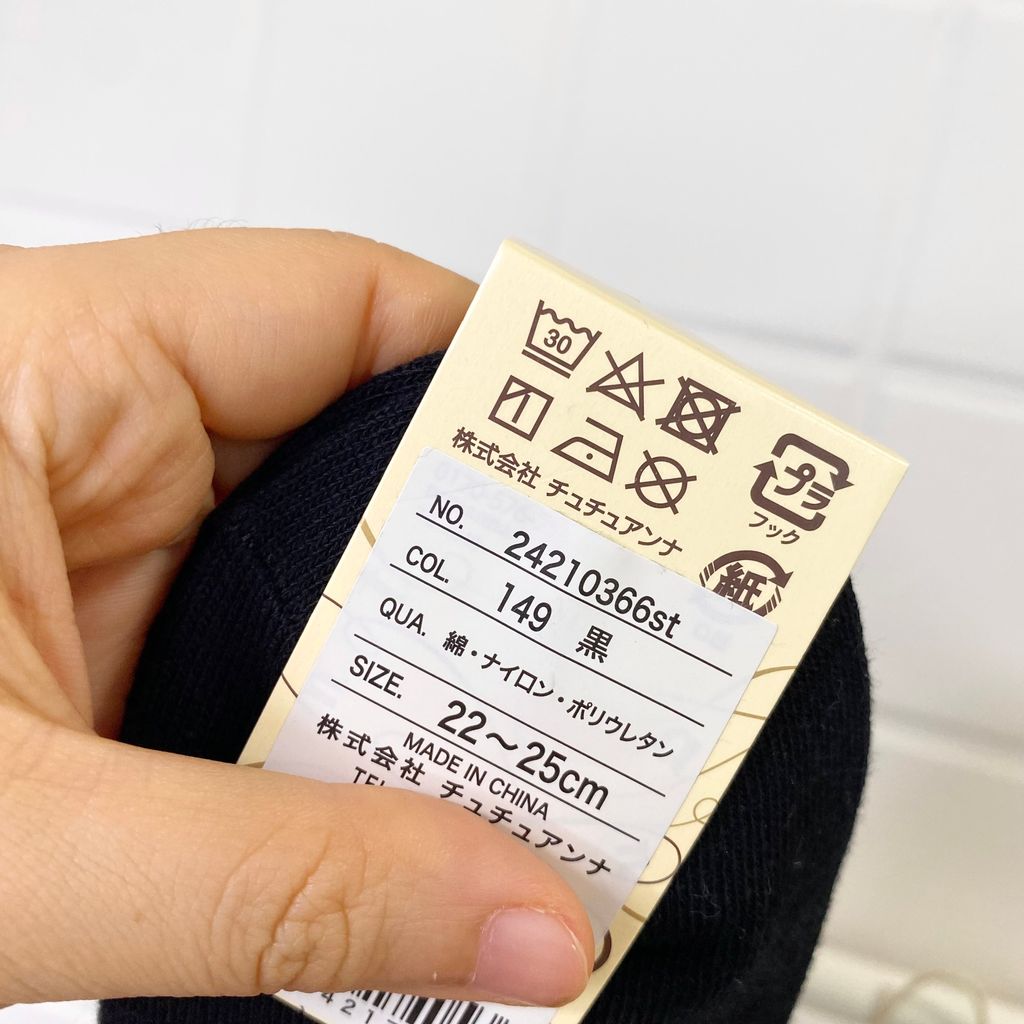 30
株式会社 チュチュアンナ
プラ
フック
紙
NO. 24210366st
COL. 149 黒
QUA. 綿・ナイロン・ポリウレタン
SIZE. 22～25cm
MADE IN CHINA
株式会社 チュチュアンナ